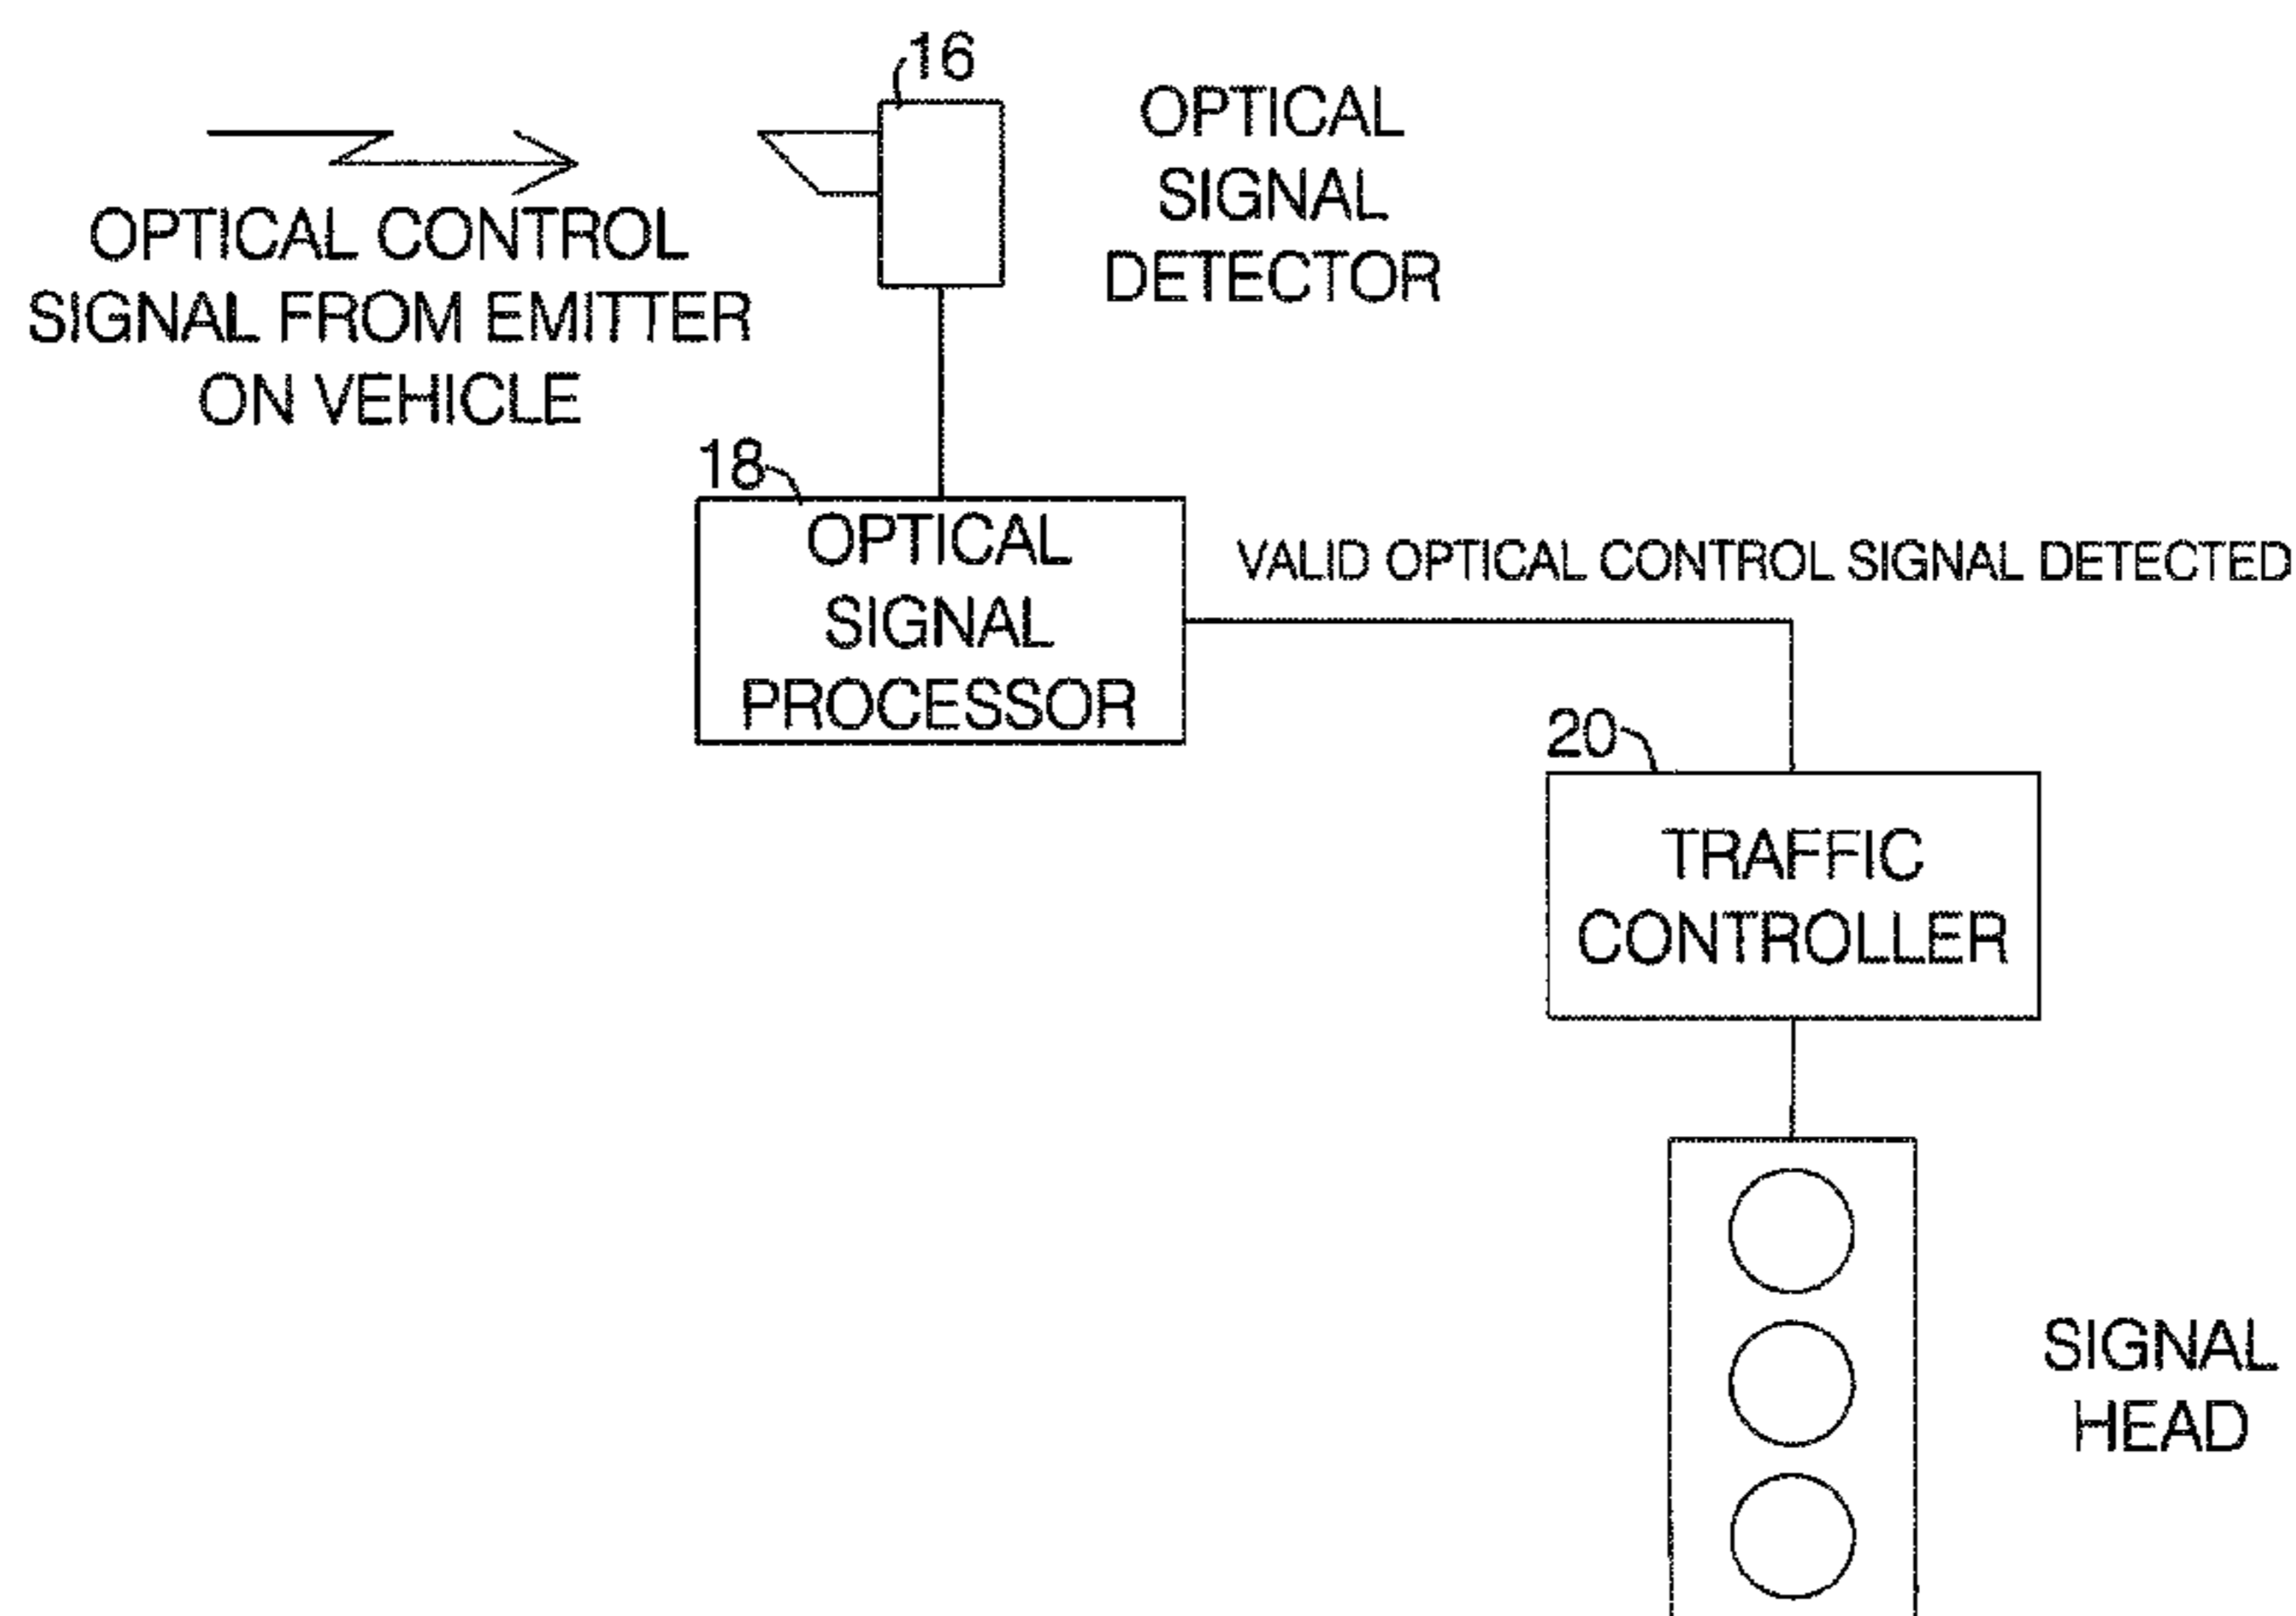 16
OPTICAL
SIGNAL
DETECTOR
OPTICAL CONTROL
SIGNAL FROM EMITTER
ON VEHICLE
18
OPTICAL
SIGNAL
PROCESSOR
VALID OPTICAL CONTROL SIGNAL DETECTED
20
TRAFFIC
CONTROLLER
SIGNAL
HEAD